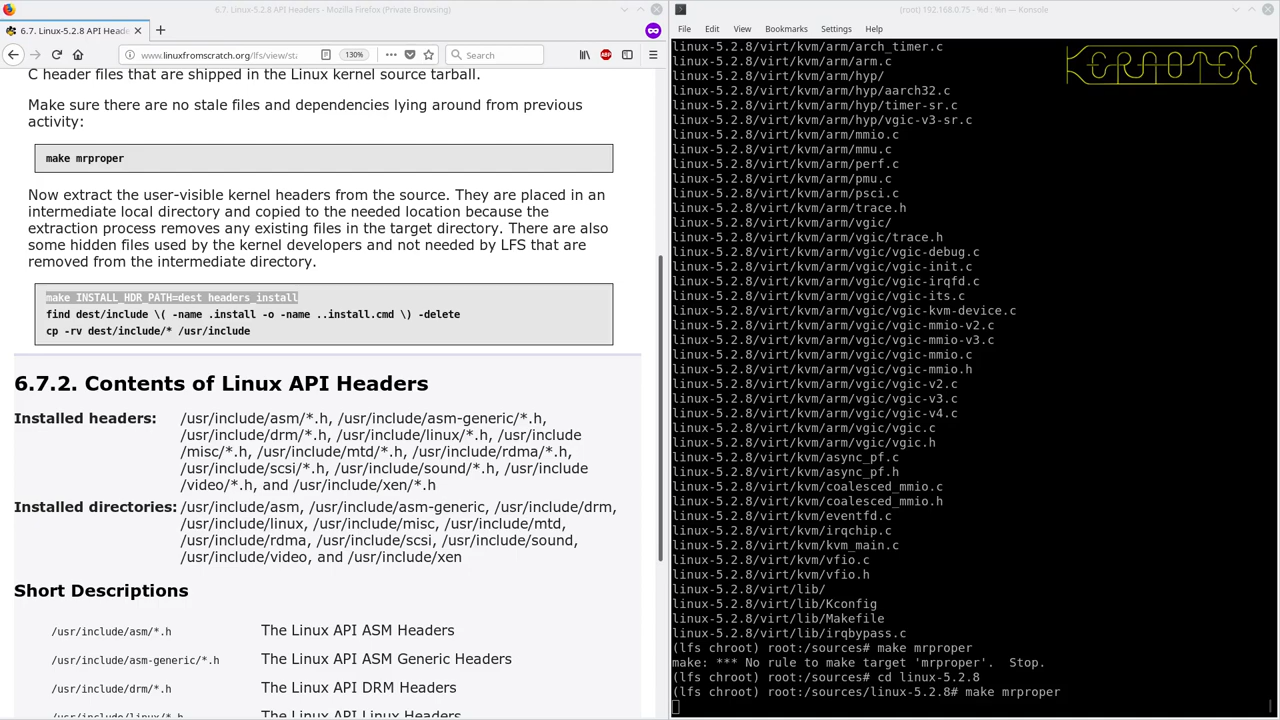 6.7. Linux-5.2.8 API Headers - Mozilla Firefox (Private Browsing)
6.7. Linux-5.2.8 API Heade
www.linuxfromscratch.org/lfs/view/sta
130%
Search
C header files that are shipped in the Linux kernel source tarball.
Make sure there are no stale files and dependencies lying around from previous
activity:
make mrproper
Now extract the user-visible kernel headers from the source. They are placed in an
intermediate local directory and copied to the needed location because the
extraction process removes any existing files in the target directory. There are also
some hidden files used by the kernel developers and not needed by LFS that are
removed from the intermediate directory.
make INSTALL_HDR_PATH=dest headers_install
find dest/include \( -name .install -o -name ..install.cmd \) -delete
cp -rv dest/include/* /usr/include
6.7.2. Contents of Linux API Headers
Installed headers: /usr/include/asm/*.h, /usr/include/asm-generic/*.h,
/usr/include/drm/*.h, /usr/include/linux/*.h, /usr/include
/misc/*.h, /usr/include/mtd/*.h, /usr/include/rdma/*.h,
/usr/include/scsi/*.h, /usr/include/sound/*.h, /usr/include
/video/*.h, and /usr/include/xen/*.h
Installed directories: /usr/include/asm, /usr/include/asm-generic, /usr/include/drm,
/usr/include/linux, /usr/include/misc, /usr/include/mtd,
/usr/include/rdma, /usr/include/scsi, /usr/include/sound,
/usr/include/video, and /usr/include/xen
Short Descriptions
/usr/include/asm/*.h The Linux API ASM Headers
/usr/include/asm-generic/*.h The Linux API ASM Generic Headers
/usr/include/drm/*.h The Linux API DRM Headers
/usr/include/linux/*.h The Linux API Linux Headers
(root) 192.168.0.75 - %d : %n — Konsole
File Edit View Bookmarks Settings Help
KERNOTEX
linux-5.2.8/virt/kvm/arm/arch_timer.c
linux-5.2.8/virt/kvm/arm/arm.c
linux-5.2.8/virt/kvm/arm/hyp/
linux-5.2.8/virt/kvm/arm/hyp/aarch32.c
linux-5.2.8/virt/kvm/arm/hyp/timer-sr.c
linux-5.2.8/virt/kvm/arm/hyp/vgic-v3-sr.c
linux-5.2.8/virt/kvm/arm/mmio.c
linux-5.2.8/virt/kvm/arm/mmu.c
linux-5.2.8/virt/kvm/arm/perf.c
linux-5.2.8/virt/kvm/arm/pmu.c
linux-5.2.8/virt/kvm/arm/psci.c
linux-5.2.8/virt/kvm/arm/trace.h
linux-5.2.8/virt/kvm/arm/vgic/
linux-5.2.8/virt/kvm/arm/vgic/trace.h
linux-5.2.8/virt/kvm/arm/vgic/vgic-debug.c
linux-5.2.8/virt/kvm/arm/vgic/vgic-init.c
linux-5.2.8/virt/kvm/arm/vgic/vgic-irqfd.c
linux-5.2.8/virt/kvm/arm/vgic/vgic-its.c
linux-5.2.8/virt/kvm/arm/vgic/vgic-kvm-device.c
linux-5.2.8/virt/kvm/arm/vgic/vgic-mmio-v2.c
linux-5.2.8/virt/kvm/arm/vgic/vgic-mmio-v3.c
linux-5.2.8/virt/kvm/arm/vgic/vgic-mmio.c
linux-5.2.8/virt/kvm/arm/vgic/vgic-mmio.h
linux-5.2.8/virt/kvm/arm/vgic/vgic-v2.c
linux-5.2.8/virt/kvm/arm/vgic/vgic-v3.c
linux-5.2.8/virt/kvm/arm/vgic/vgic-v4.c
linux-5.2.8/virt/kvm/arm/vgic/vgic.c
linux-5.2.8/virt/kvm/arm/vgic/vgic.h
linux-5.2.8/virt/kvm/async_pf.c
linux-5.2.8/virt/kvm/async_pf.h
linux-5.2.8/virt/kvm/coalesced_mmio.c
linux-5.2.8/virt/kvm/coalesced_mmio.h
linux-5.2.8/virt/kvm/eventfd.c
linux-5.2.8/virt/kvm/irqchip.c
linux-5.2.8/virt/kvm/kvm_main.c
linux-5.2.8/virt/kvm/vfio.c
linux-5.2.8/virt/kvm/vfio.h
linux-5.2.8/virt/lib/
linux-5.2.8/virt/lib/Kconfig
linux-5.2.8/virt/lib/Makefile
linux-5.2.8/virt/lib/irqbypass.c
(lfs chroot) root:/sources# make mrproper
make: *** No rule to make target 'mrproper'.  Stop.
(lfs chroot) root:/sources# cd linux-5.2.8
(lfs chroot) root:/sources/linux-5.2.8# make mrproper